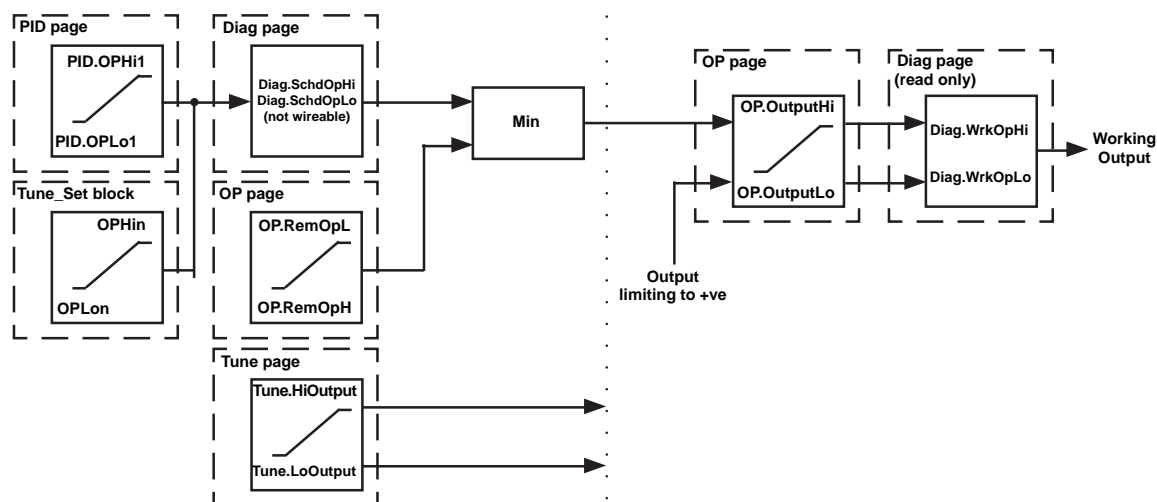 PID page
PID.OPHi1
PID.OPLo1
Tune_Set block
OPHin
OPLon
Diag page
Diag.SchdOpHi
Diag.SchdOpLo
(not wireable)
OP page
OP.RemOpL
OP.RemOpH
Tune page
Tune.HiOutput
Tune.LoOutput
Min
OP page
OP.OutputHi
OP.OutputLo
Output
limiting to +ve
Diag page
(read only)
Diag.WrkOpHi
Diag.WrkOpLo
Working
Output